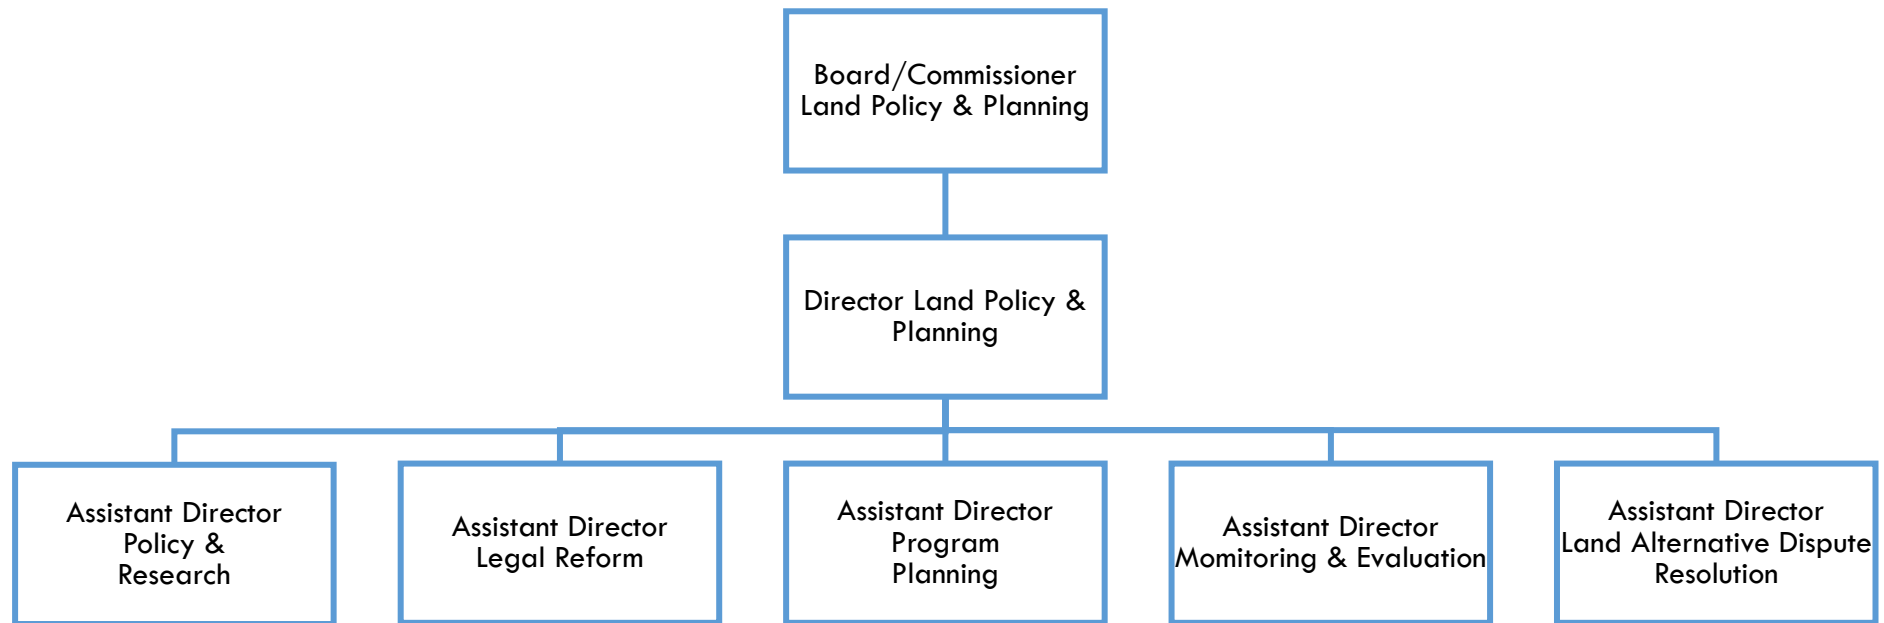 Board/Commissioner
Land Policy & Planning
Director Land Policy &
Planning
Assistant Director
Policy &
Research
Assistant Director
Legal Reform
Assistant Director
Program
Planning
Assistant Director
Momitoring & Evaluation
Assistant Director
Land Alternative Dispute
Resolution